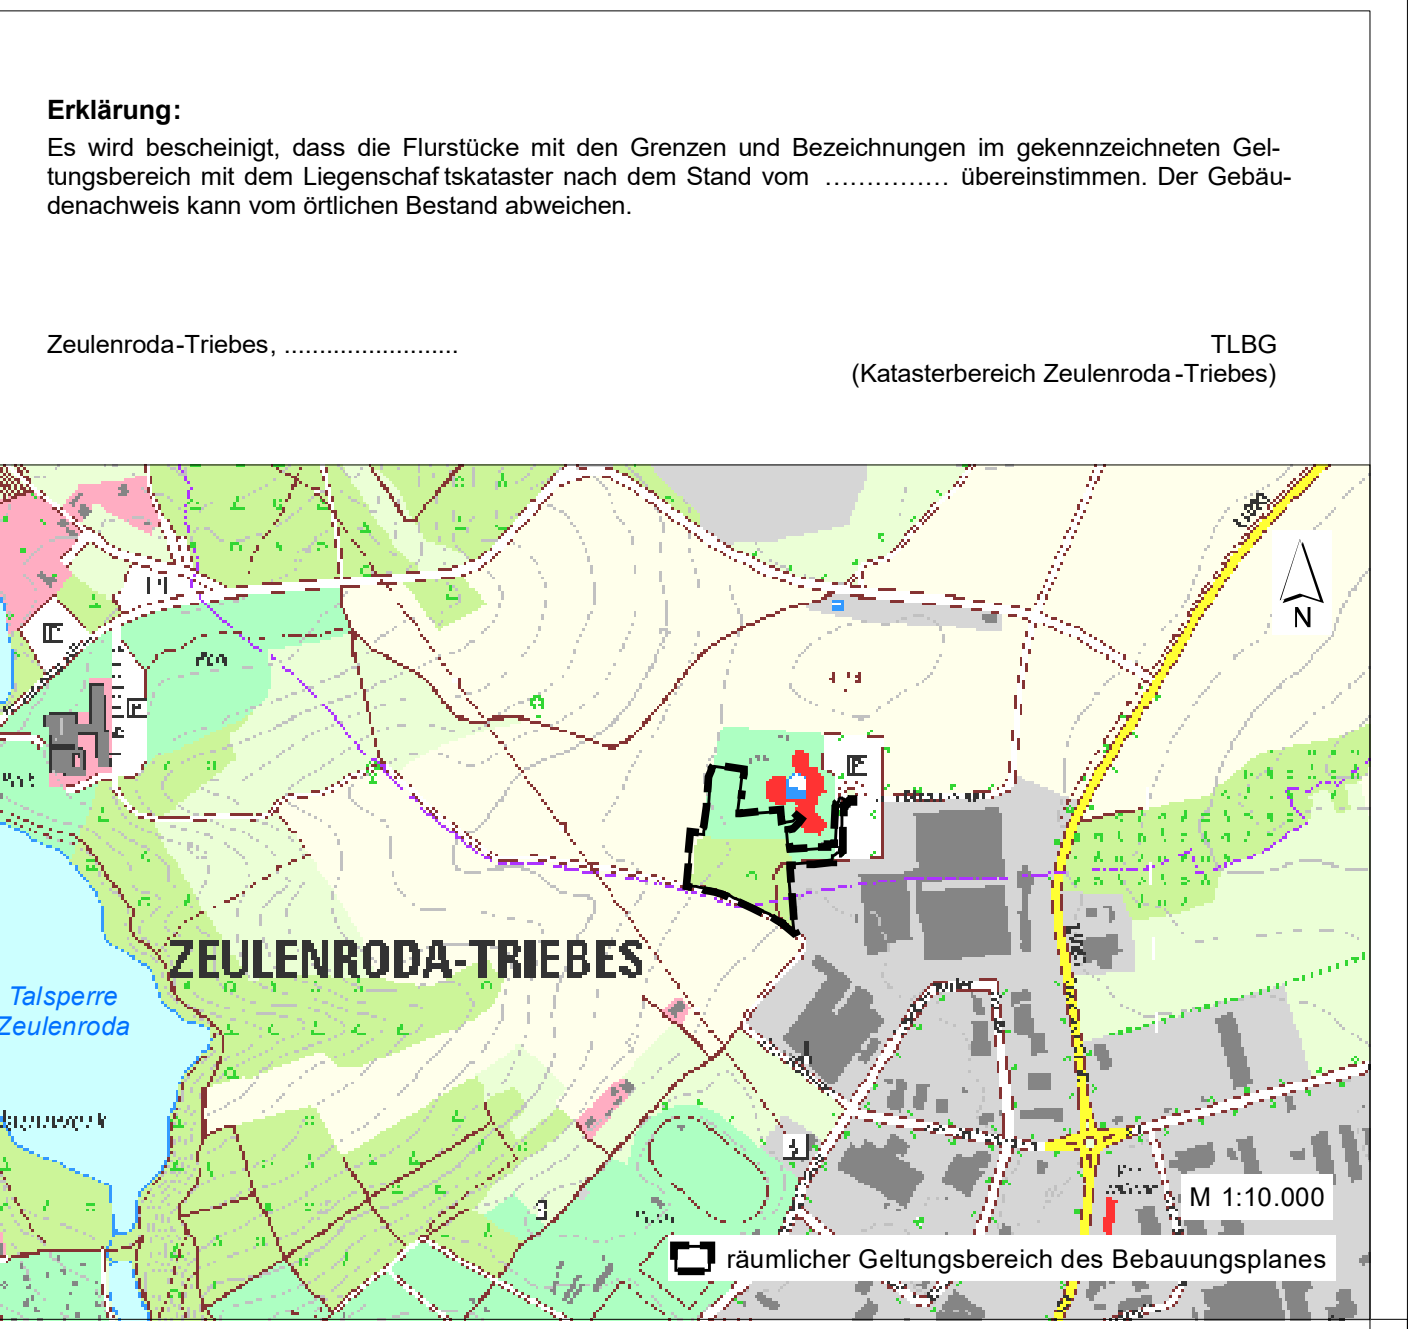 Erklärung:
Es wird bescheinigt, dass die Flurstücke mit den Grenzen und Bezeichnungen im gekennzeichneten Gel-
tungsbereich mit dem Liegenschaftskataster nach dem Stand vom ............... übereinstimmen. Der Gebäu-
denachweis kann vom örtlichen Bestand abweichen.
Zeulenroda-Triebes, .........................
TLBG
(Katasterbereich Zeulenroda-Triebes)
N
ZEULENRODA-TRIEBES
Talsperre
Zeulenroda
M 1:10.000
räumlicher Geltungsbereich des Bebauungsplanes